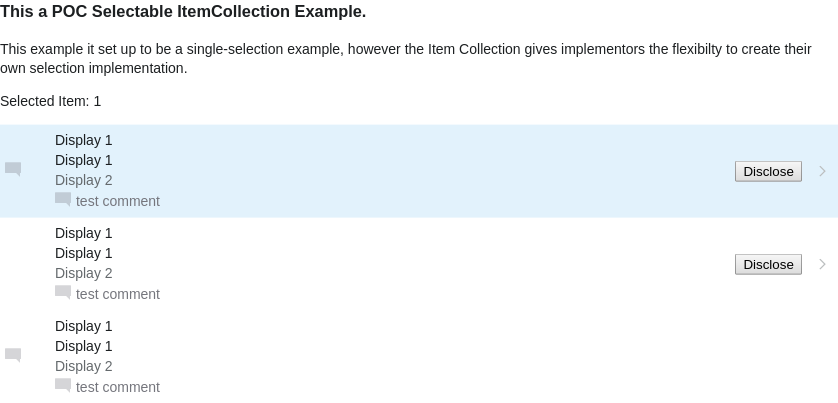 This a POC Selectable ItemCollection Example.
This example it set up to be a single-selection example, however the Item Collection gives implementors the flexibilty to create their
own selection implementation.
Selected Item: 1
Display 1
Display 1
Display 2
test comment
Disclose
Display 1
Display 1
Display 2
test comment
Disclose
Display 1
Display 1
Display 2
test comment